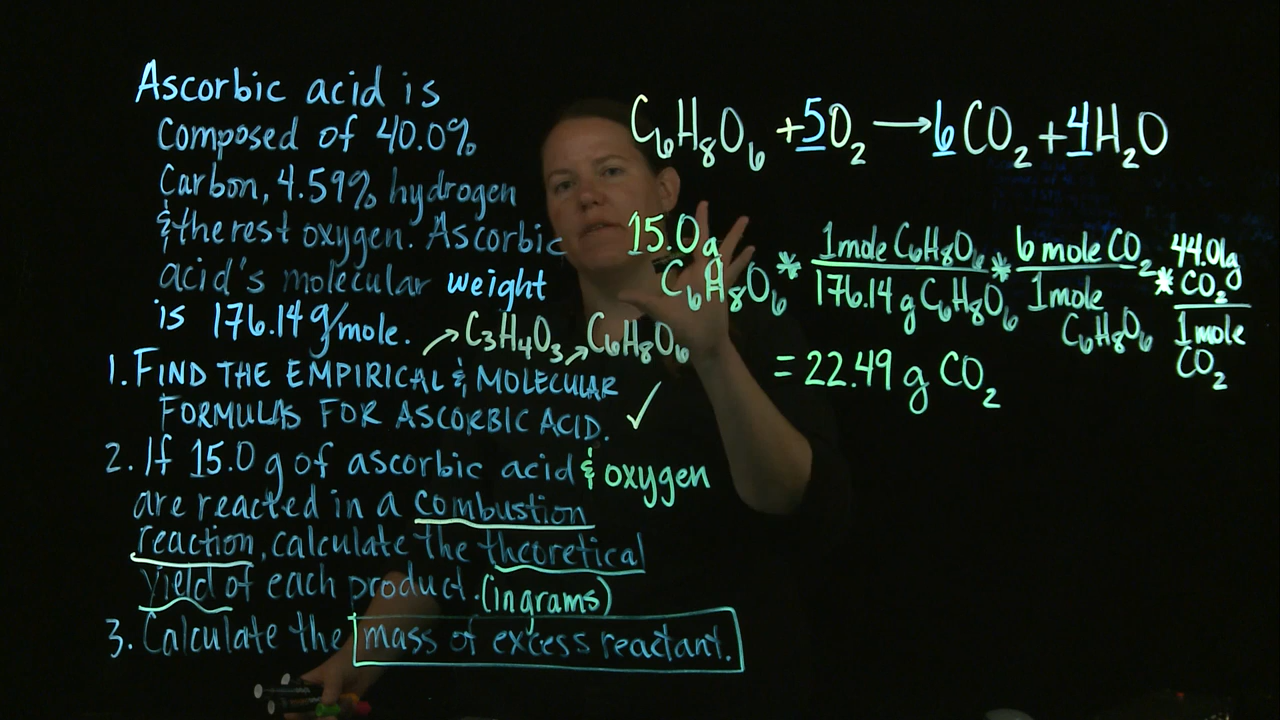 Ascorbic acid is
composed of 40.0%
Carbon, 4.59% hydrogen
& the rest oxygen. Ascorbic
acid's molecular weight
is 176.14 g/mole.
→ C₃H₄O₃ → C₆H₈O₆
1. FIND THE EMPIRICAL & MOLECULAR
FORMULAS FOR ASCORBIC ACID. ✓
2. If 15.0 g of ascorbic acid & oxygen
are reacted in a combustion
reaction, calculate the theoretical
yield of each product. (in grams)
3. Calculate the mass of excess reactant.
C₆H₈O₆ + 5O₂ → 6CO₂ + 4H₂O
15.0 g C₆H₈O₆ * 1 mole C₆H₈O₆ / 176.14 g C₆H₈O₆ * 6 mole CO₂ / 1 mole C₆H₈O₆ * 44.01g CO₂ / 1 mole CO₂
= 22.49 g CO₂